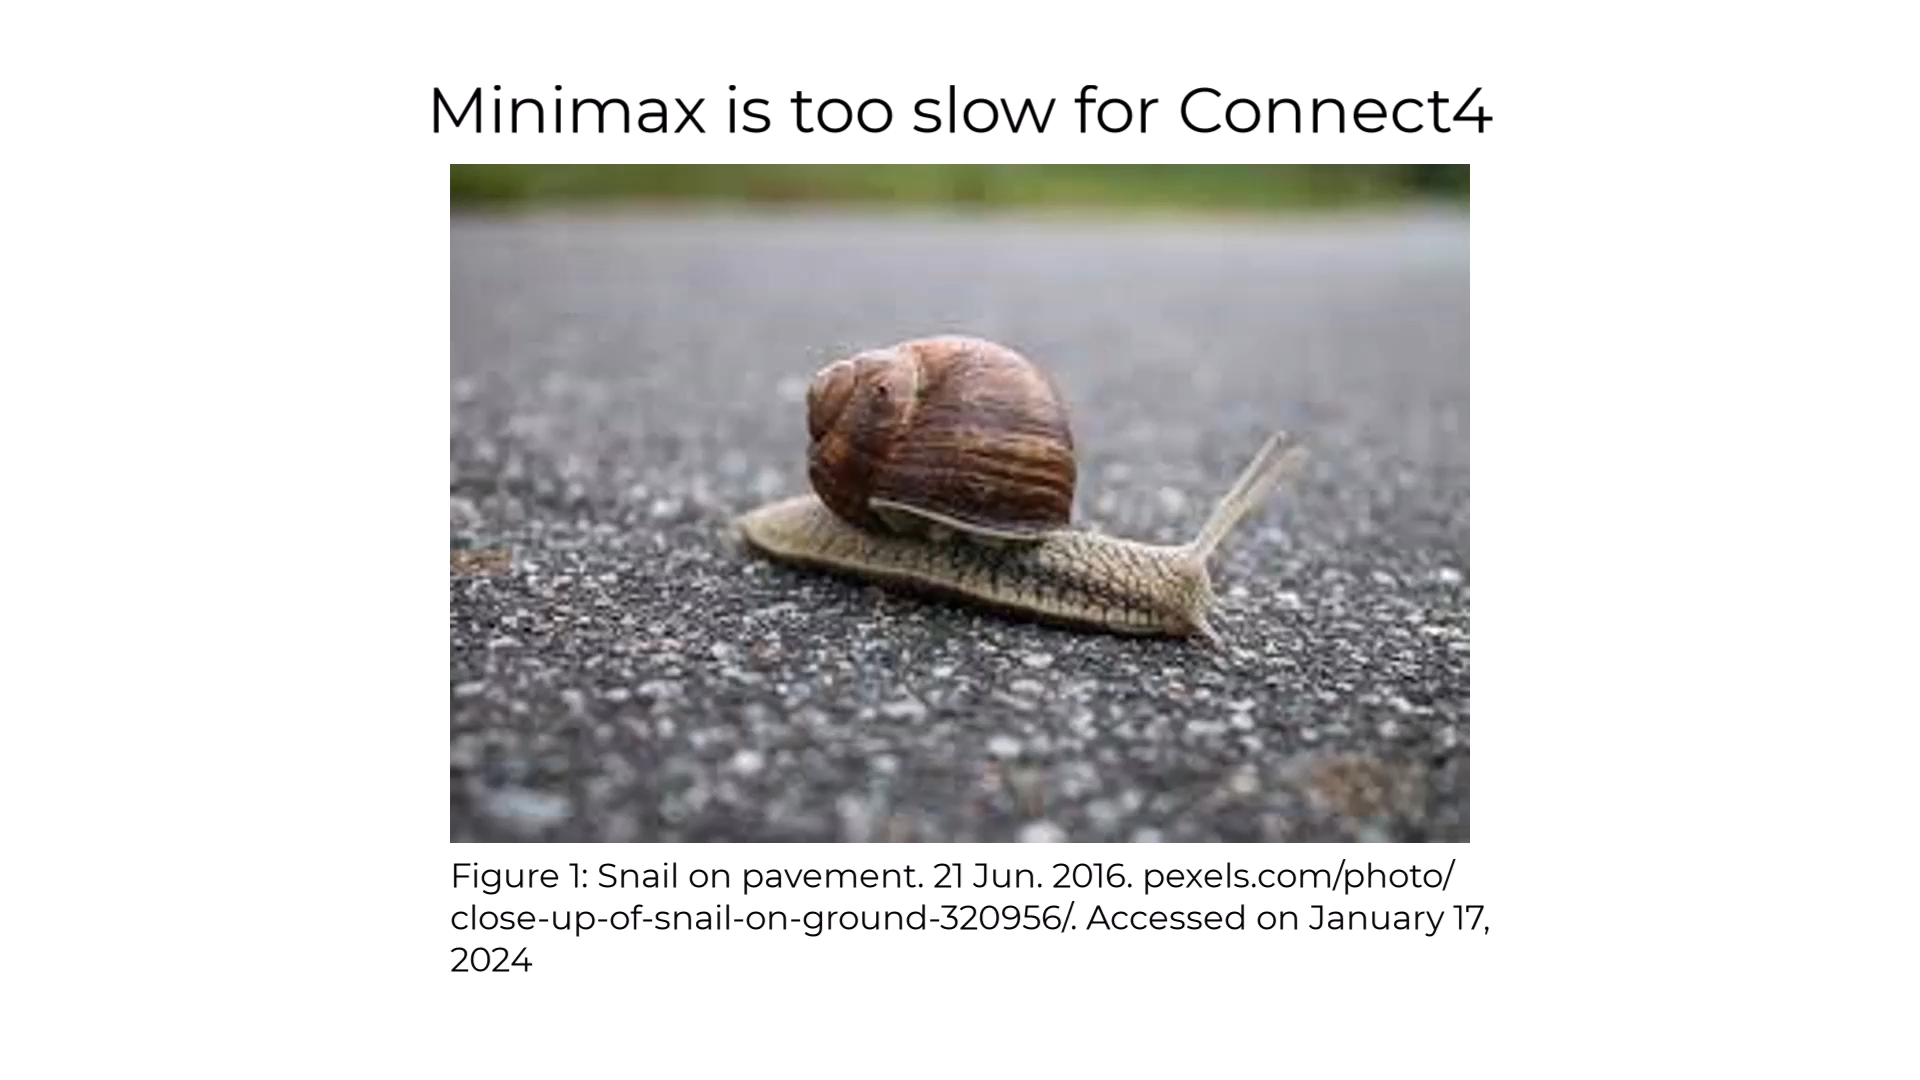 Minimax is too slow for Connect4
Figure 1: Snail on pavement. 21 Jun. 2016. pexels.com/photo/
close-up-of-snail-on-ground-320956/. Accessed on January 17,
2024